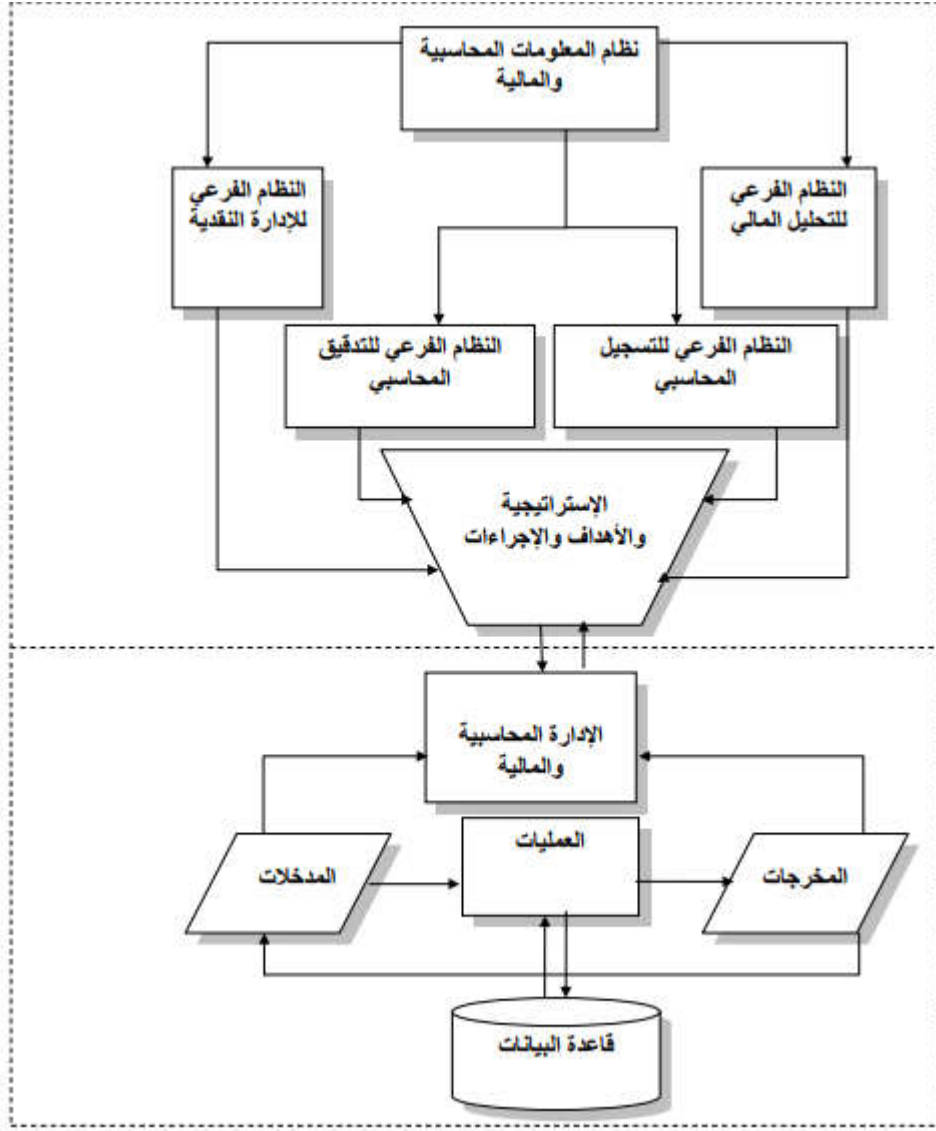 نظام المعلومات المحاسبية
والمالية
النظام الفرعي
للتحليل المالي
النظام الفرعي
للإدارة النقدية
النظام الفرعي للتسجيل
المحاسبي
النظام الفرعي للتدقيق
المحاسبي
الإستراتيجية
والأهداف والإجراءات
الإدارة المحاسبية
والمالية
المدخلات
العمليات
المخرجات
قاعدة البيانات